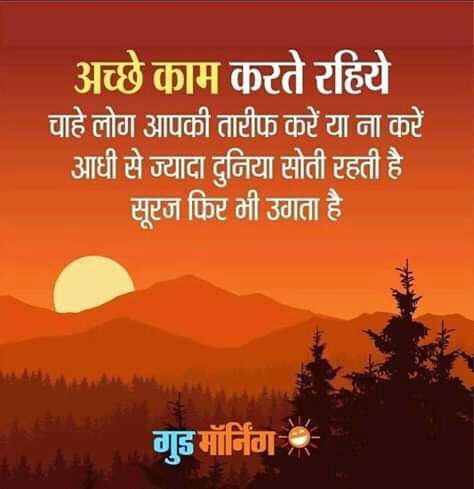 अच्छे काम करते रहिये
चाहे लोग आपकी तारीफ करें या ना करें
आधी से ज्यादा दुनिया सोती रहती है
सूरज फिर भी उगता है
गुड मॉर्निंग